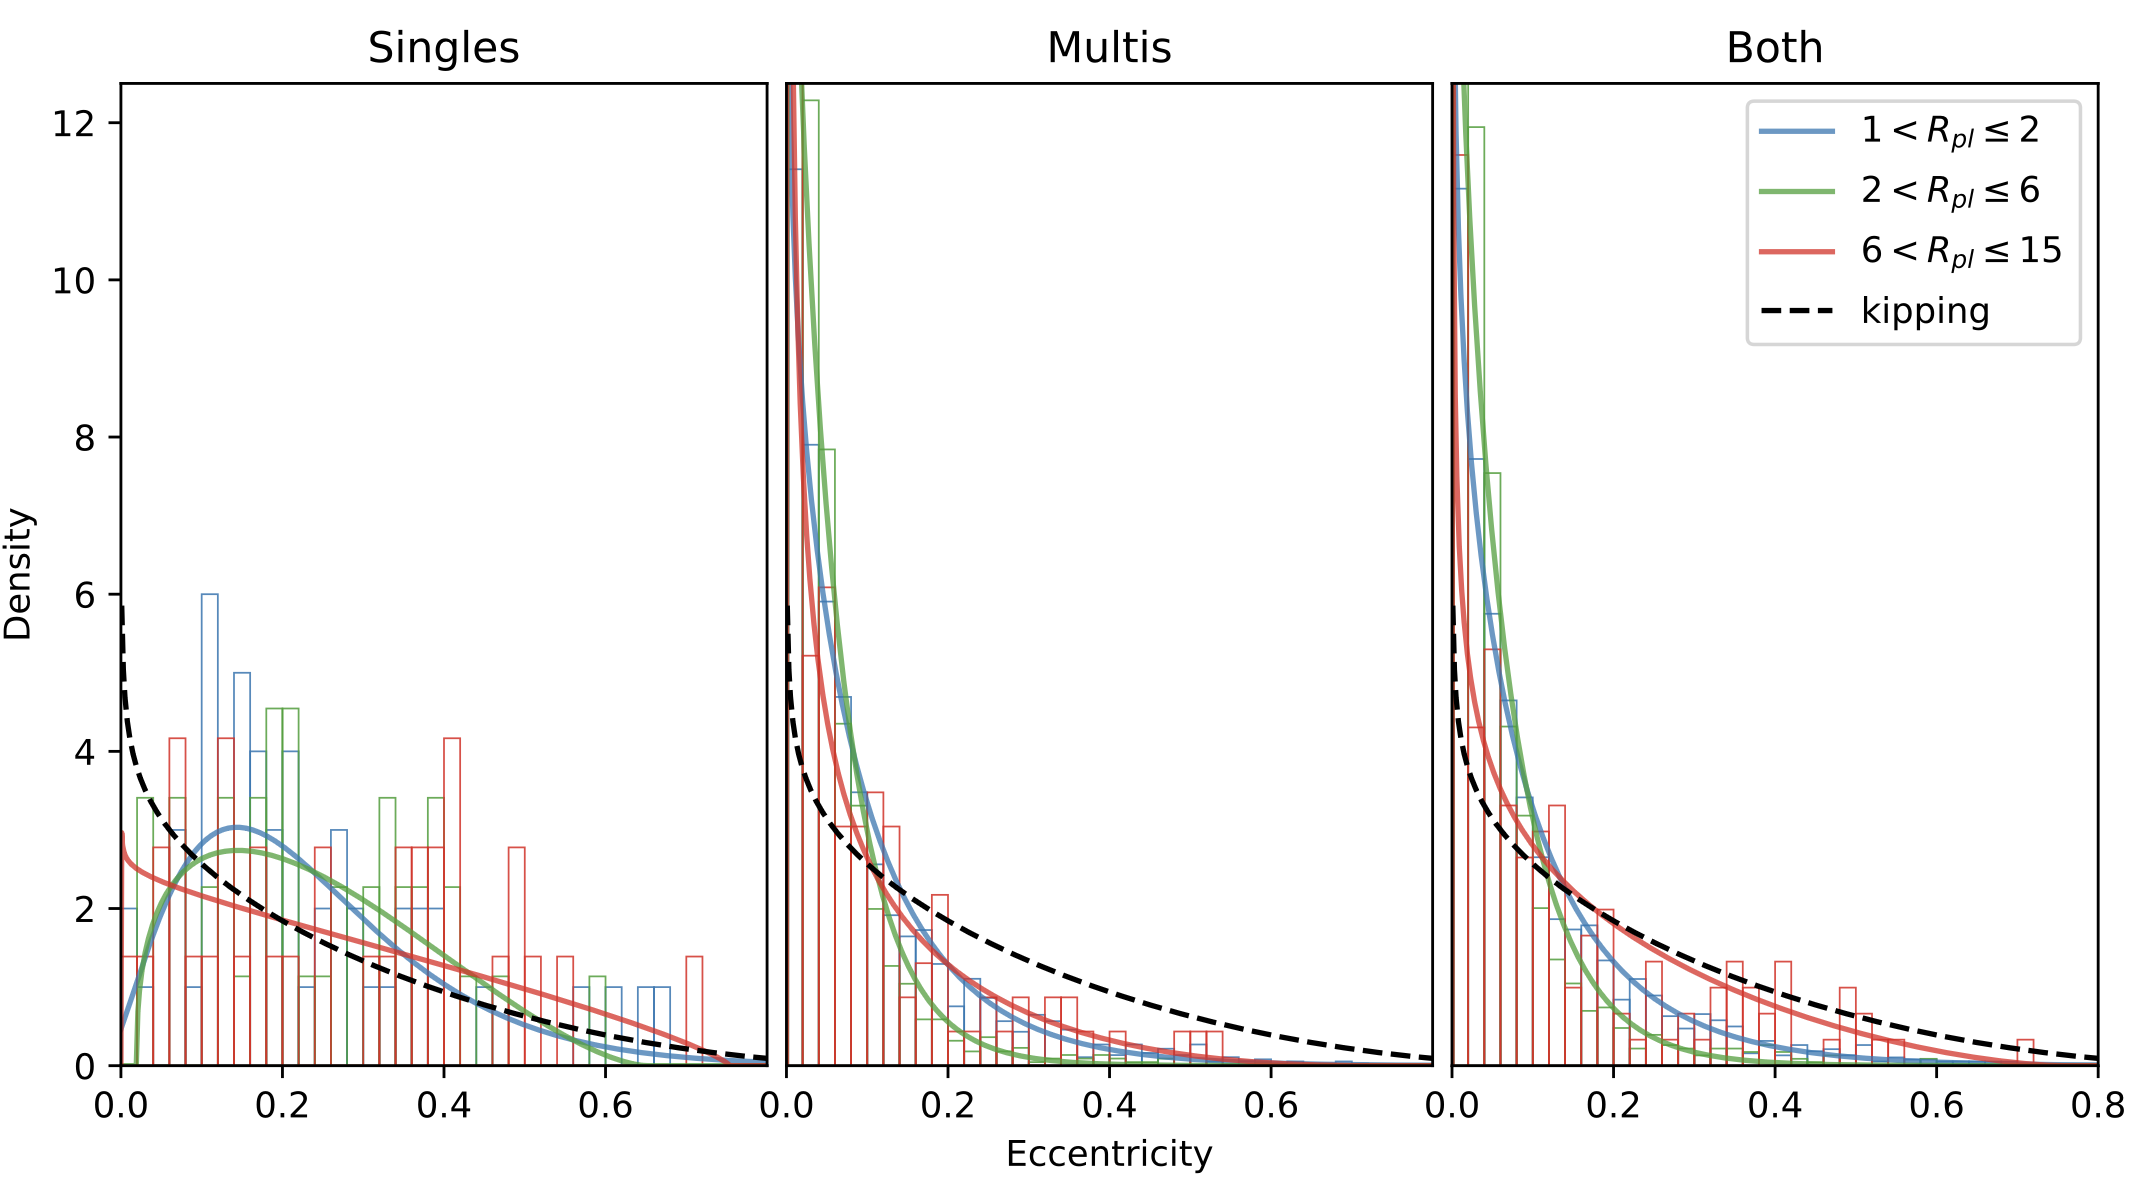 Singles Multis Both
12
10
8
6
4
2
0
Density
1 < R_pl ≤ 2
2 < R_pl ≤ 6
6 < R_pl ≤ 15
kipping
0.0 0.2 0.4 0.6 0.0 0.2 0.4 0.6 0.0 0.2 0.4 0.6 0.8
Eccentricity